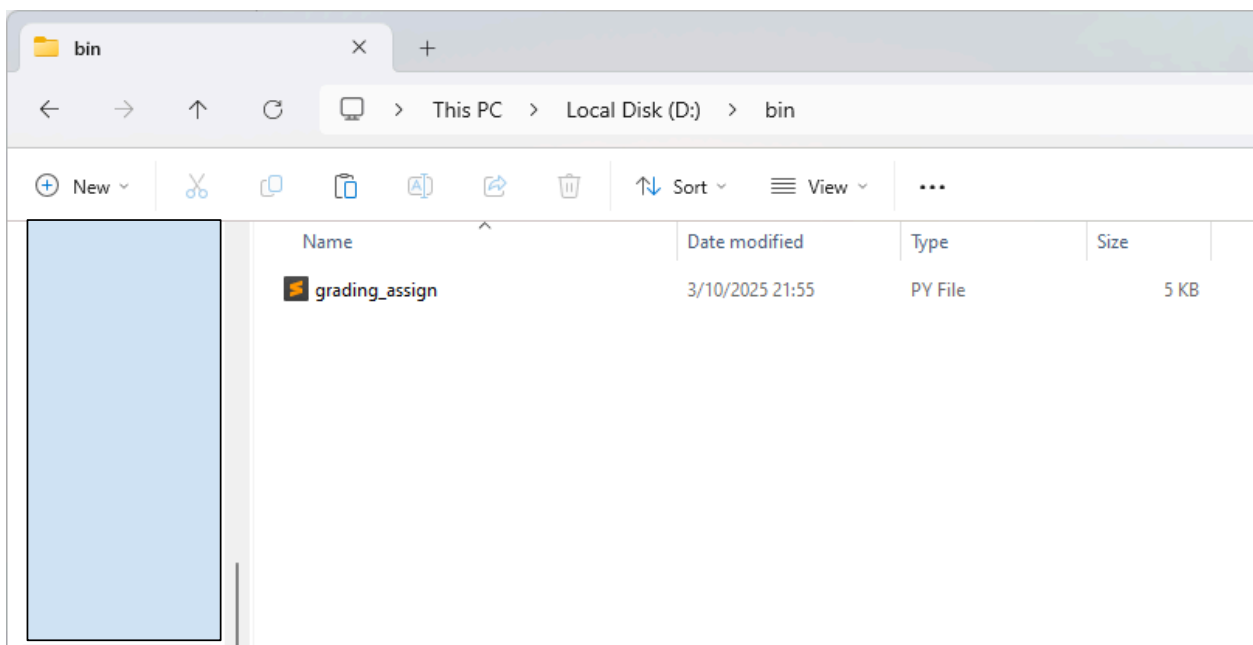 bin
This PC > Local Disk (D:) > bin
New Sort View ...
Name Date modified Type Size
grading_assign 3/10/2025 21:55 PY File 5 KB